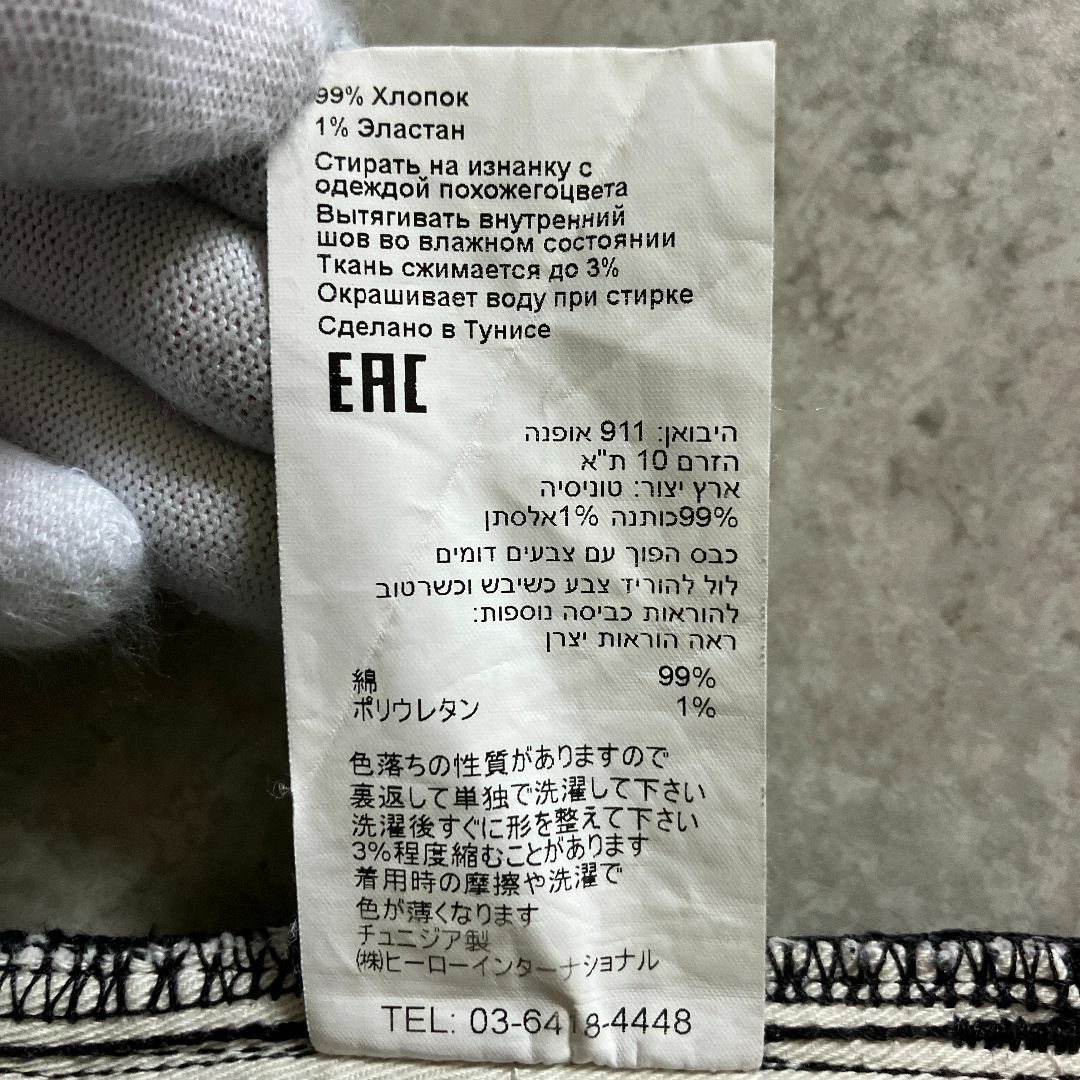 99% Хлопок
1% Эластан
Стирать на изнанку с
одеждой похожегоцвета
Вытягивать внутренний
шов во влажном состоянии
Ткань сжимается до 3%
Окрашивает воду при стирке
Сделано в Тунисе
EAC
היבואן: 911 אופנה
הזרם 10 ת"א
ארץ יצור: טוניסיה
99%כותנה 1%אלסתן
כבס הפוך עם צבעים דומים
לול להוריד צבע כשיבש וכשרטוב
להוראות כביסה נוספות:
ראה הוראות יצרן
綿 99%
ポリウレタン 1%
色落ちの性質がありますので
裏返して単独で洗濯して下さい
洗濯後すぐに形を整えて下さい
3%程度縮むことがあります
着用時の摩擦や洗濯で
色が薄くなります
チュニジア製
㈱ヒーローインターナショナル
TEL: 03-6418-4448